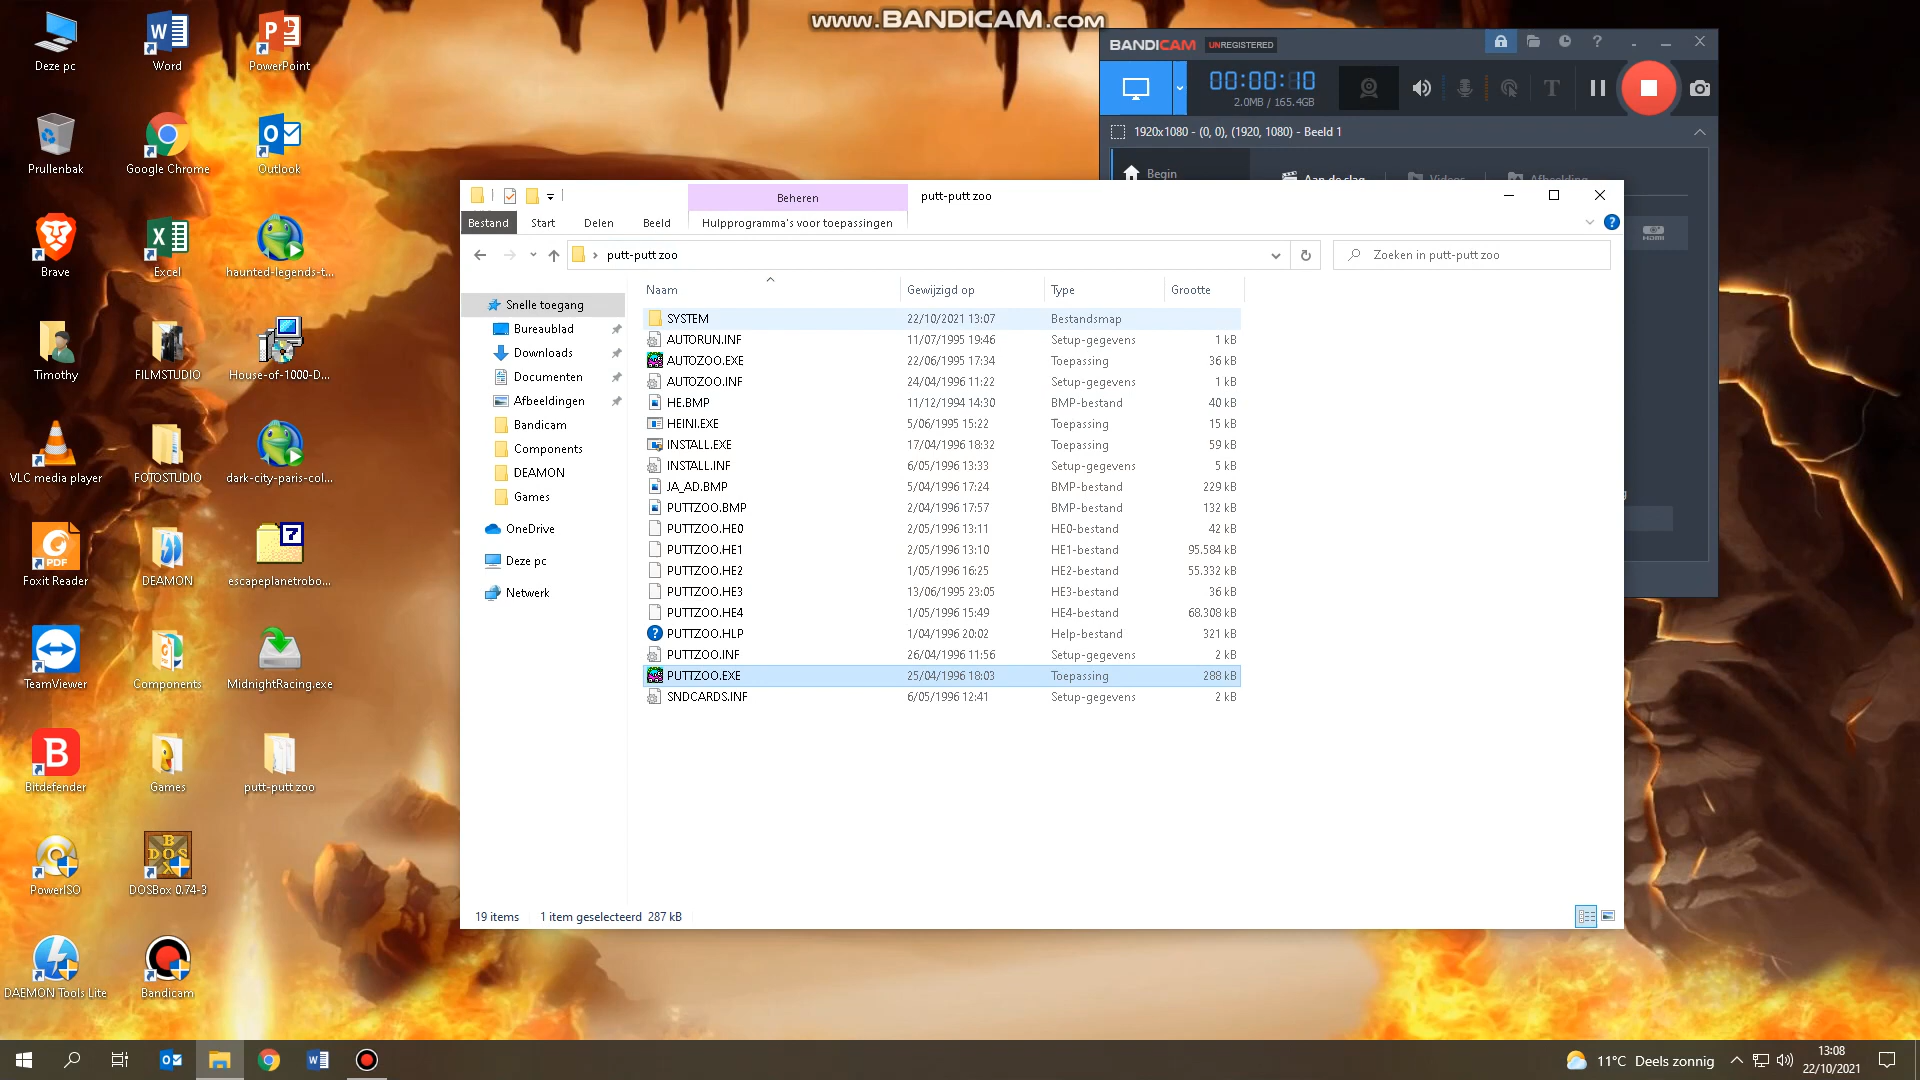 www.BANDICAM.com
Deze pc
Word
PowerPoint
Prullenbak
Google Chrome
Outlook
Brave
Excel
haunted-legends-t...
Timothy
FILMSTUDIO
House-of-1000-D...
VLC media player
FOTOSTUDIO
dark-city-paris-col...
Foxit Reader
DEAMON
escapeplanetrobo...
TeamViewer
Components
MidnightRacing.exe
Bitdefender
Games
putt-putt zoo
PowerISO
DOSBox 0.74-3
DAEMON Tools Lite
Bandicam
BANDICAM UNREGISTERED
00:00:10
2.0MB / 165.4GB
1920x1080 - (0, 0), (1920, 1080) - Beeld 1
Begin
Aan de slag
Video's
Afbeelding
HDMI
Beheren
putt-putt zoo
Bestand Start Delen Beeld Hulpprogramma's voor toepassingen
putt-putt zoo
Zoeken in putt-putt zoo
Snelle toegang
Bureaublad
Downloads
Documenten
Afbeeldingen
Bandicam
Components
DEAMON
Games
OneDrive
Deze pc
Netwerk
Naam Gewijzigd op Type Grootte
SYSTEM 22/10/2021 13:07 Bestandsmap
AUTORUN.INF 11/07/1995 19:46 Setup-gegevens 1 kB
AUTOZOO.EXE 22/06/1995 17:34 Toepassing 36 kB
AUTOZOO.INF 24/04/1996 11:22 Setup-gegevens 1 kB
HE.BMP 11/12/1994 14:30 BMP-bestand 40 kB
HEINI.EXE 5/06/1995 15:22 Toepassing 15 kB
INSTALL.EXE 17/04/1996 18:32 Toepassing 59 kB
INSTALL.INF 6/05/1996 13:33 Setup-gegevens 5 kB
JA_AD.BMP 5/04/1996 17:24 BMP-bestand 229 kB
PUTTZOO.BMP 2/04/1996 17:57 BMP-bestand 132 kB
PUTTZOO.HE0 2/05/1996 13:11 HE0-bestand 42 kB
PUTTZOO.HE1 2/05/1996 13:10 HE1-bestand 95.584 kB
PUTTZOO.HE2 1/05/1996 16:25 HE2-bestand 55.332 kB
PUTTZOO.HE3 13/06/1995 23:05 HE3-bestand 36 kB
PUTTZOO.HE4 1/05/1996 15:49 HE4-bestand 68.308 kB
PUTTZOO.HLP 1/04/1996 20:02 Help-bestand 321 kB
PUTTZOO.INF 26/04/1996 11:56 Setup-gegevens 2 kB
PUTTZOO.EXE 25/04/1996 18:03 Toepassing 288 kB
SNDCARDS.INF 6/05/1996 12:41 Setup-gegevens 2 kB
19 items 1 item geselecteerd 287 kB
11°C Deels zonnig
13:08
22/10/2021